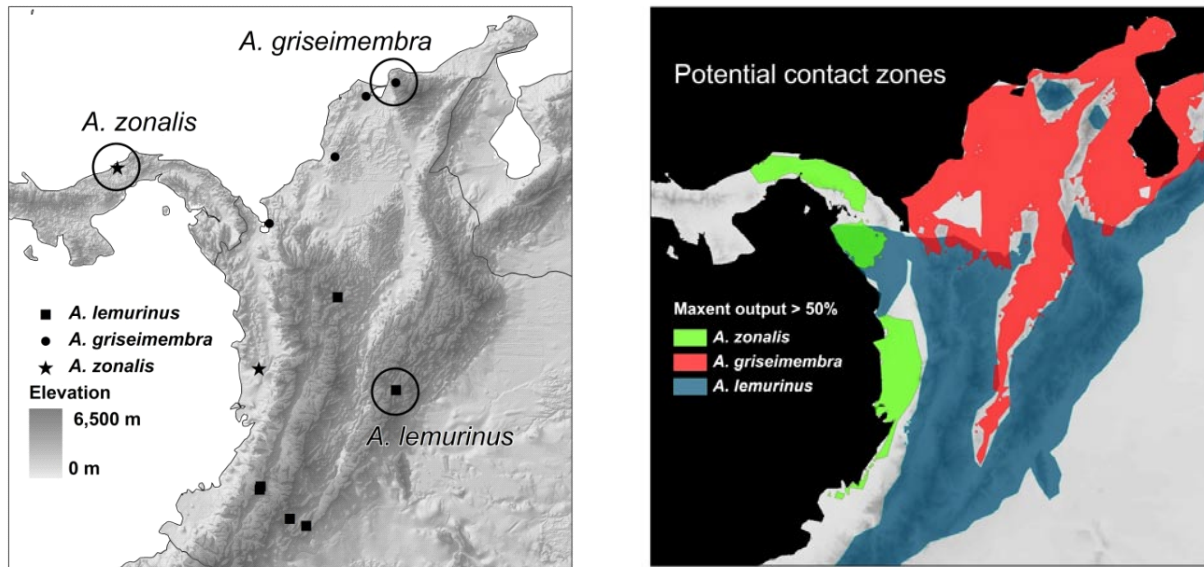 A. griseimembra
A. zonalis
A. lemurinus
A. griseimembra
A. zonalis
Elevation
6,500 m
0 m
A. lemurinus
Potential contact zones
Maxent output > 50%
A. zonalis
A. griseimembra
A. lemurinus